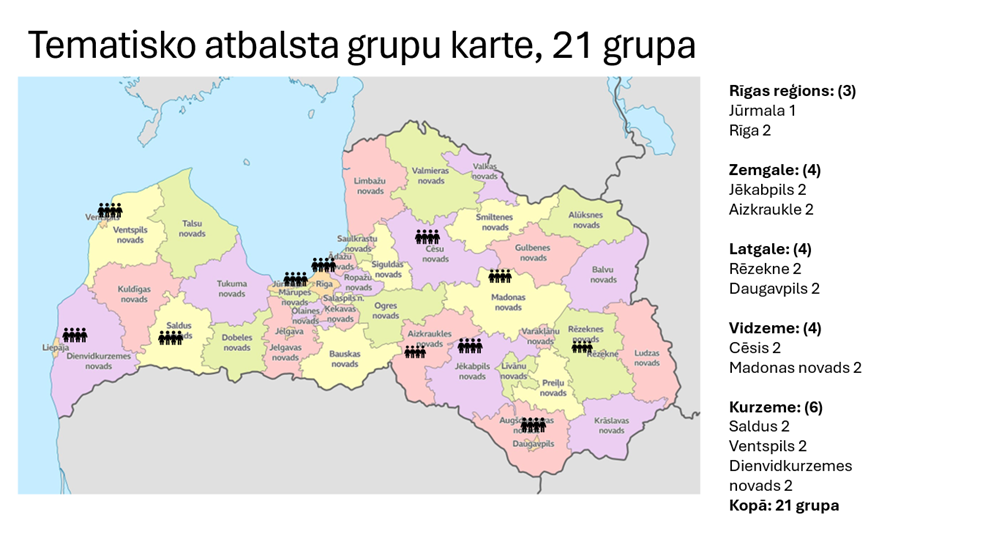 Tematisko atbalsta grupu karte, 21 grupa
Rīgas reģions: (3)
Jūrmala 1
Rīga 2
Zemgale: (4)
Jēkabpils 2
Aizkraukle 2
Latgale: (4)
Rēzekne 2
Daugavpils 2
Vidzeme: (4)
Cēsis 2
Madonas novads 2
Kurzeme: (6)
Saldus 2
Ventspils 2
Dienvidkurzemes
novads 2
Kopā: 21 grupa
Limbažu
novads
Valmieras
novads
Valkas
novads
Smiltenes
novads
Alūksnes
novads
Ventspils
novads
Talsu
novads
Saulkrastu
novads
Cēsu
novads
Gulbenes
novads
Siguldas
novads
Balvu
novads
Kuldīgas
novads
Tukuma
novads
Rīga
Ropažu
novads
Mārupes
novads
Salaspils n.
Olaines
novads
Ķekavas
novads
Ogres
novads
Madonas
novads
Saldus
Liepāja
Dienvidkurzemes
novads
Dobeles
novads
Jelgava
Jelgavas
novads
Bauskas
novads
Aizkraukles
Varakļānu
novads
Rēzeknes
novads
Rēzekne
Ludzas
novads
Jēkabpils
novads
Līvānu
novads
Preiļu
novads
Krāslavas
novads
Daugavpils